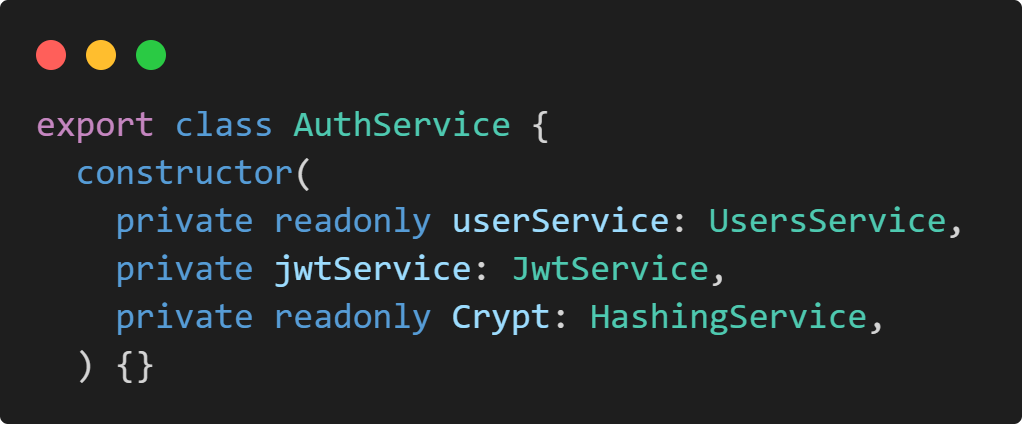 export class AuthService {
constructor(
private readonly userService: UsersService,
private jwtService: JwtService,
private readonly Crypt: HashingService,
) {}